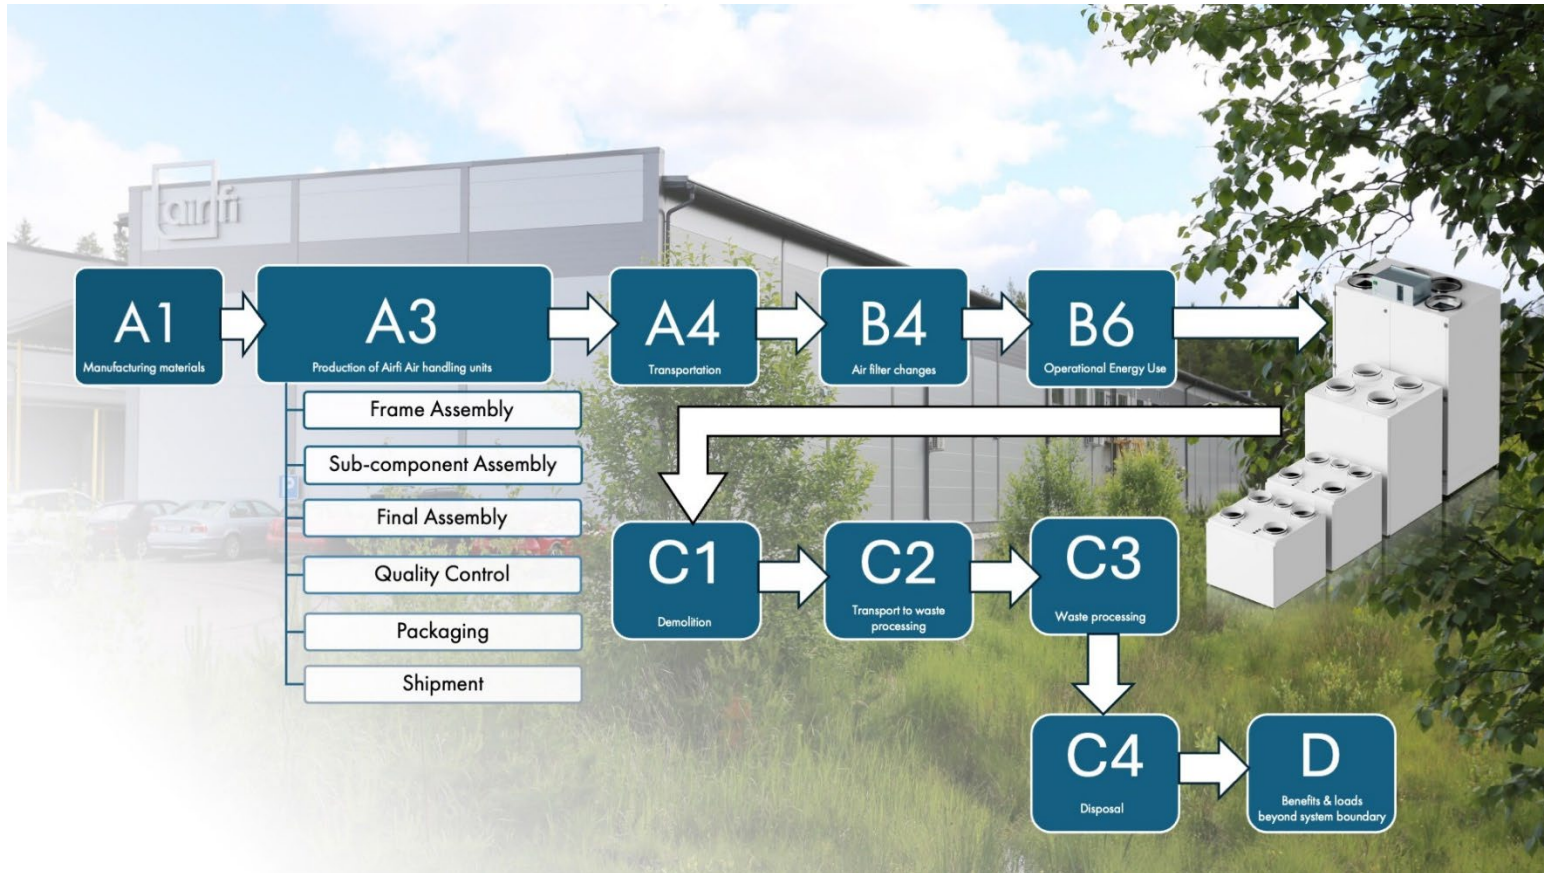 airfi
A1
Manufacturing materials
A3
Production of Airfi Air handling units
A4
Transportation
B4
Air filter changes
B6
Operational Energy Use
Frame Assembly
Sub-component Assembly
Final Assembly
Quality Control
Packaging
Shipment
C1
Demolition
C2
Transport to waste
processing
C3
Waste processing
C4
Disposal
D
Benefits & loads
beyond system boundary